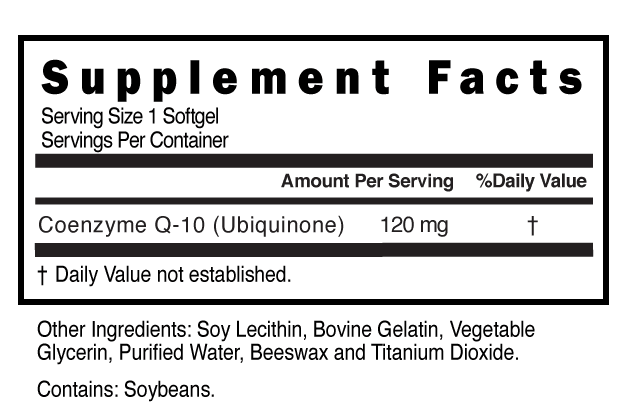 Supplement Facts
Serving Size 1 Softgel
Servings Per Container
Amount Per Serving %Daily Value
Coenzyme Q-10 (Ubiquinone) 120 mg †
† Daily Value not established.
Other Ingredients: Soy Lecithin, Bovine Gelatin, Vegetable
Glycerin, Purified Water, Beeswax and Titanium Dioxide.
Contains: Soybeans.